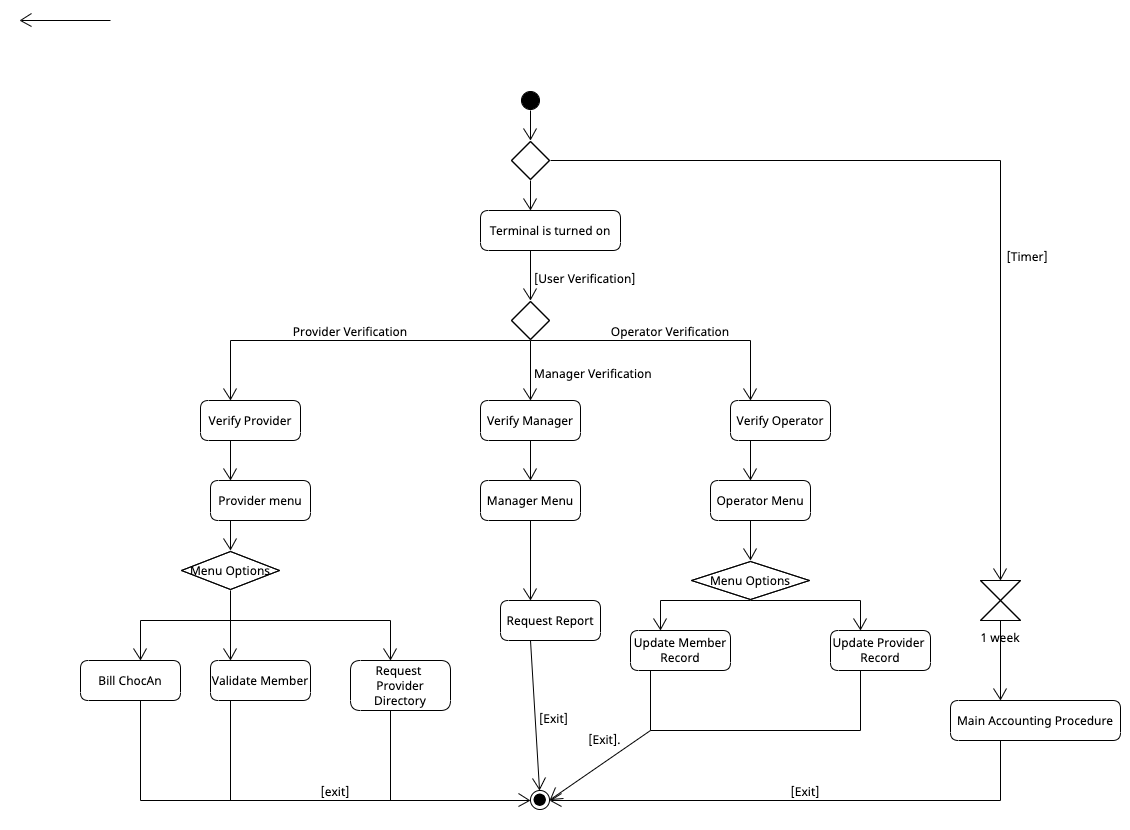 Terminal is turned on
[Timer]
[User Verification]
Provider Verification
Operator Verification
Manager Verification
Verify Provider
Verify Manager
Verify Operator
Provider menu
Manager Menu
Operator Menu
Menu Options
Menu Options
Request Report
Update Member
Record
Update Provider
Record
1 week
Bill ChocAn
Validate Member
Request
Provider
Directory
Main Accounting Procedure
[Exit]
[Exit].
[exit]
[Exit]